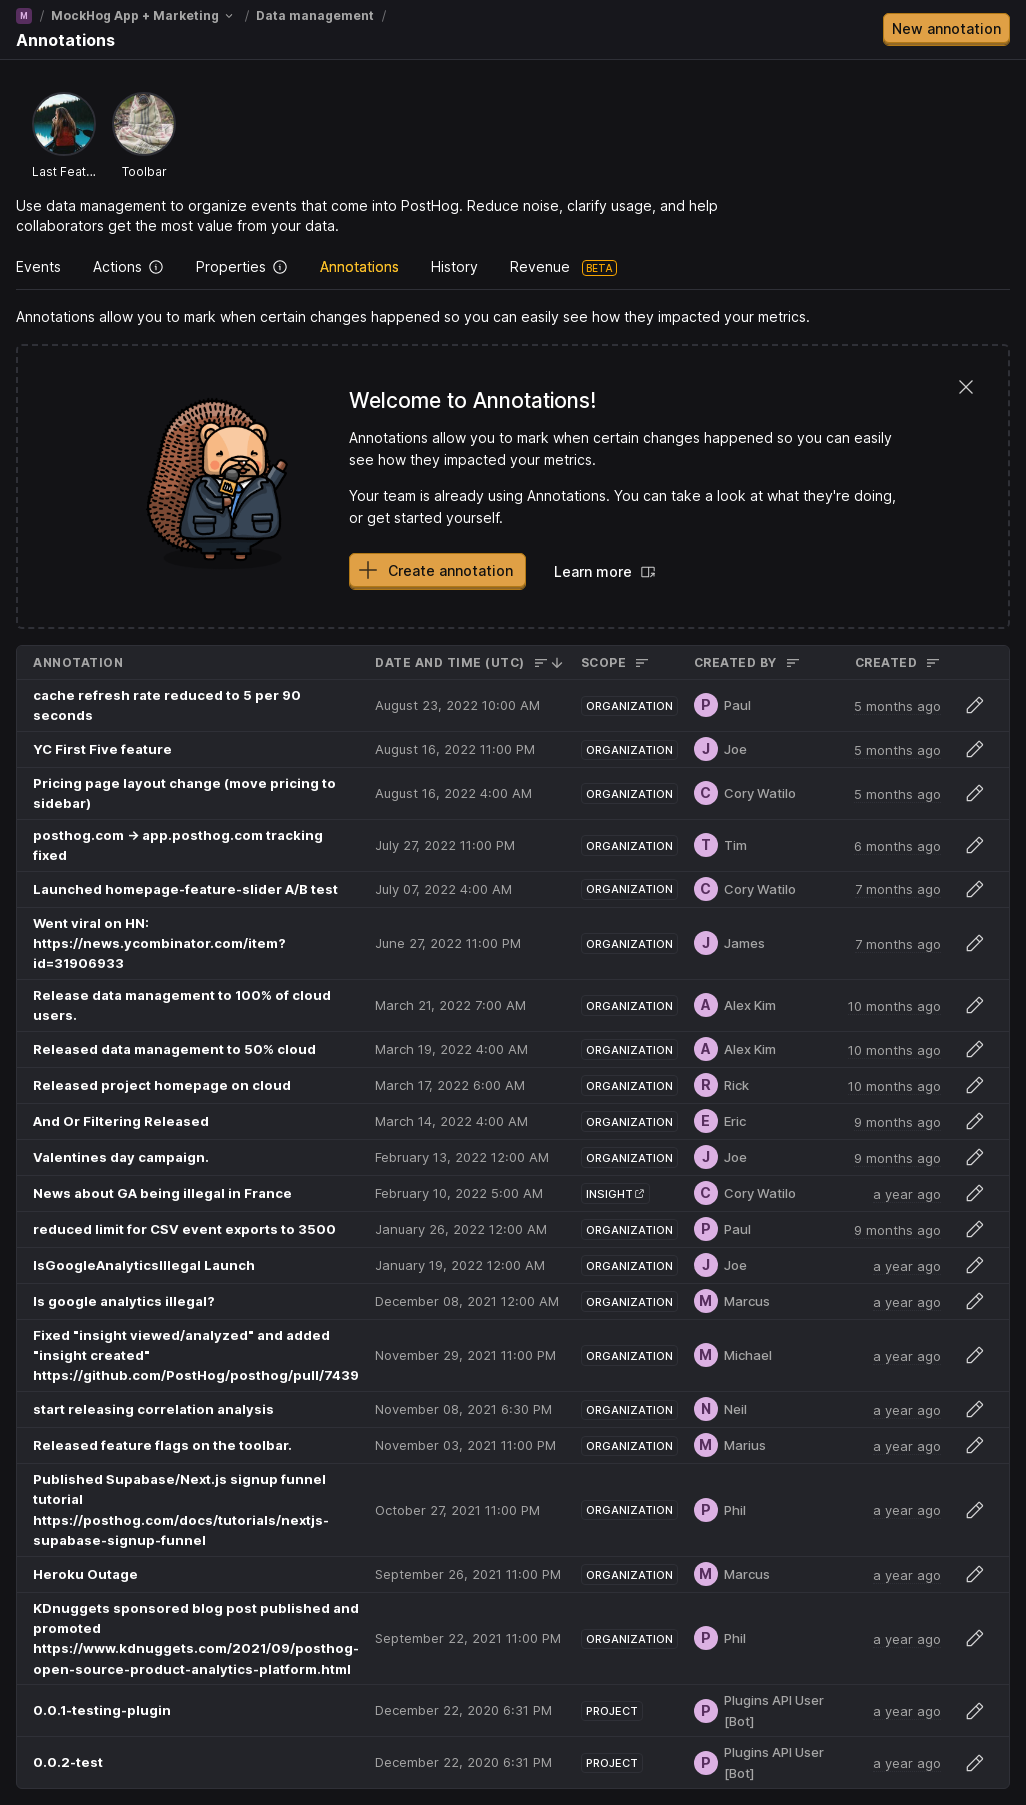 M / MockHog App + Marketing / Data management /
Annotations
New annotation
Last Feat...
Toolbar
Use data management to organize events that come into PostHog. Reduce noise, clarify usage, and help
collaborators get the most value from your data.
Events Actions Properties Annotations History Revenue BETA
Annotations allow you to mark when certain changes happened so you can easily see how they impacted your metrics.
Welcome to Annotations!
Annotations allow you to mark when certain changes happened so you can easily
see how they impacted your metrics.
Your team is already using Annotations. You can take a look at what they're doing,
or get started yourself.
Create annotation Learn more
ANNOTATION DATE AND TIME (UTC) SCOPE CREATED BY CREATED
cache refresh rate reduced to 5 per 90
seconds
August 23, 2022 10:00 AM ORGANIZATION P Paul 5 months ago
YC First Five feature August 16, 2022 11:00 PM ORGANIZATION J Joe 5 months ago
Pricing page layout change (move pricing to
sidebar)
August 16, 2022 4:00 AM ORGANIZATION C Cory Watilo 5 months ago
posthog.com → app.posthog.com tracking
fixed
July 27, 2022 11:00 PM ORGANIZATION T Tim 6 months ago
Launched homepage-feature-slider A/B test July 07, 2022 4:00 AM ORGANIZATION C Cory Watilo 7 months ago
Went viral on HN:
https://news.ycombinator.com/item?
id=31906933
June 27, 2022 11:00 PM ORGANIZATION J James 7 months ago
Release data management to 100% of cloud
users.
March 21, 2022 7:00 AM ORGANIZATION A Alex Kim 10 months ago
Released data management to 50% cloud March 19, 2022 4:00 AM ORGANIZATION A Alex Kim 10 months ago
Released project homepage on cloud March 17, 2022 6:00 AM ORGANIZATION R Rick 10 months ago
And Or Filtering Released March 14, 2022 4:00 AM ORGANIZATION E Eric 9 months ago
Valentines day campaign. February 13, 2022 12:00 AM ORGANIZATION J Joe 9 months ago
News about GA being illegal in France February 10, 2022 5:00 AM INSIGHT C Cory Watilo a year ago
reduced limit for CSV event exports to 3500 January 26, 2022 12:00 AM ORGANIZATION P Paul 9 months ago
IsGoogleAnalyticsIllegal Launch January 19, 2022 12:00 AM ORGANIZATION J Joe a year ago
Is google analytics illegal? December 08, 2021 12:00 AM ORGANIZATION M Marcus a year ago
Fixed "insight viewed/analyzed" and added
"insight created"
https://github.com/PostHog/posthog/pull/7439
November 29, 2021 11:00 PM ORGANIZATION M Michael a year ago
start releasing correlation analysis November 08, 2021 6:30 PM ORGANIZATION N Neil a year ago
Released feature flags on the toolbar. November 03, 2021 11:00 PM ORGANIZATION M Marius a year ago
Published Supabase/Next.js signup funnel
tutorial
https://posthog.com/docs/tutorials/nextjs-
supabase-signup-funnel
October 27, 2021 11:00 PM ORGANIZATION P Phil a year ago
Heroku Outage September 26, 2021 11:00 PM ORGANIZATION M Marcus a year ago
KDnuggets sponsored blog post published and
promoted
https://www.kdnuggets.com/2021/09/posthog-
open-source-product-analytics-platform.html
September 22, 2021 11:00 PM ORGANIZATION P Phil a year ago
0.0.1-testing-plugin December 22, 2020 6:31 PM PROJECT P Plugins API User
[Bot]
a year ago
0.0.2-test December 22, 2020 6:31 PM PROJECT P Plugins API User
[Bot]
a year ago